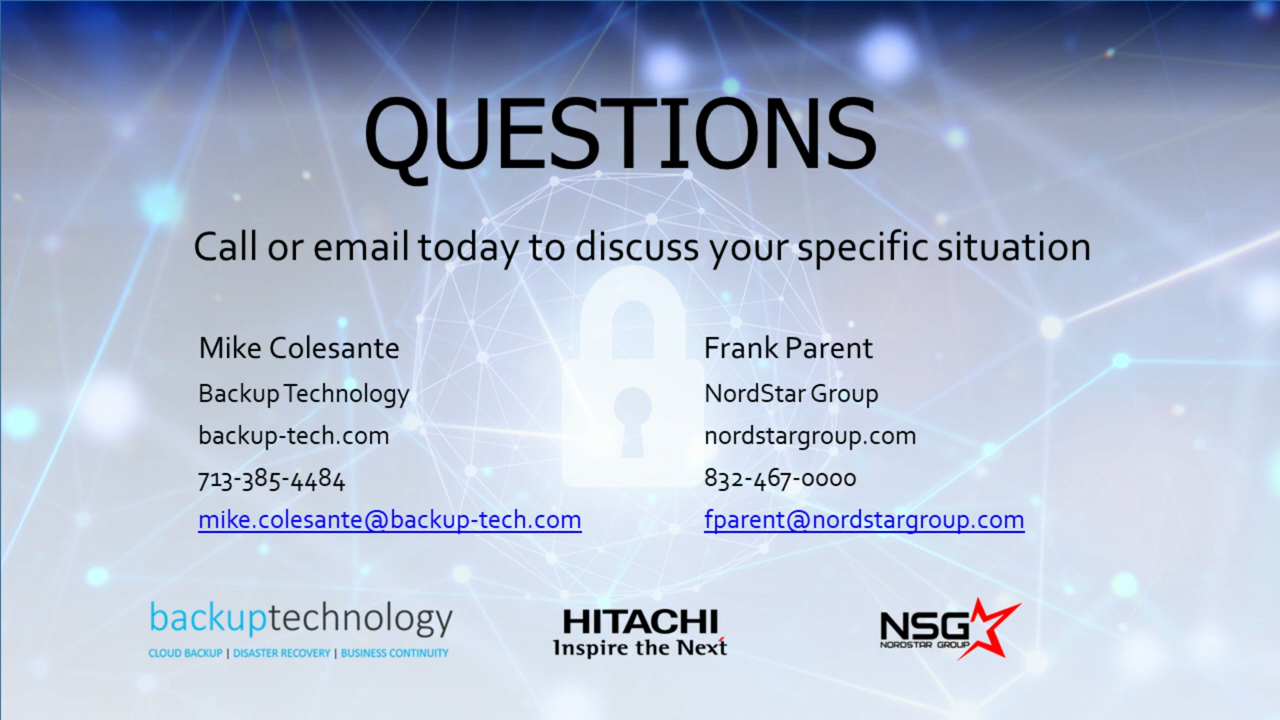 QUESTIONS
Call or email today to discuss your specific situation
Mike Colesante
Backup Technology
backup-tech.com
713-385-4484
mike.colesante@backup-tech.com
Frank Parent
NordStar Group
nordstargroup.com
832-467-0000
fparent@nordstargroup.com
backuptechnology
CLOUD BACKUP | DISASTER RECOVERY | BUSINESS CONTINUITY
HITACHI
Inspire the Next
NSG
NORDSTAR GROUP